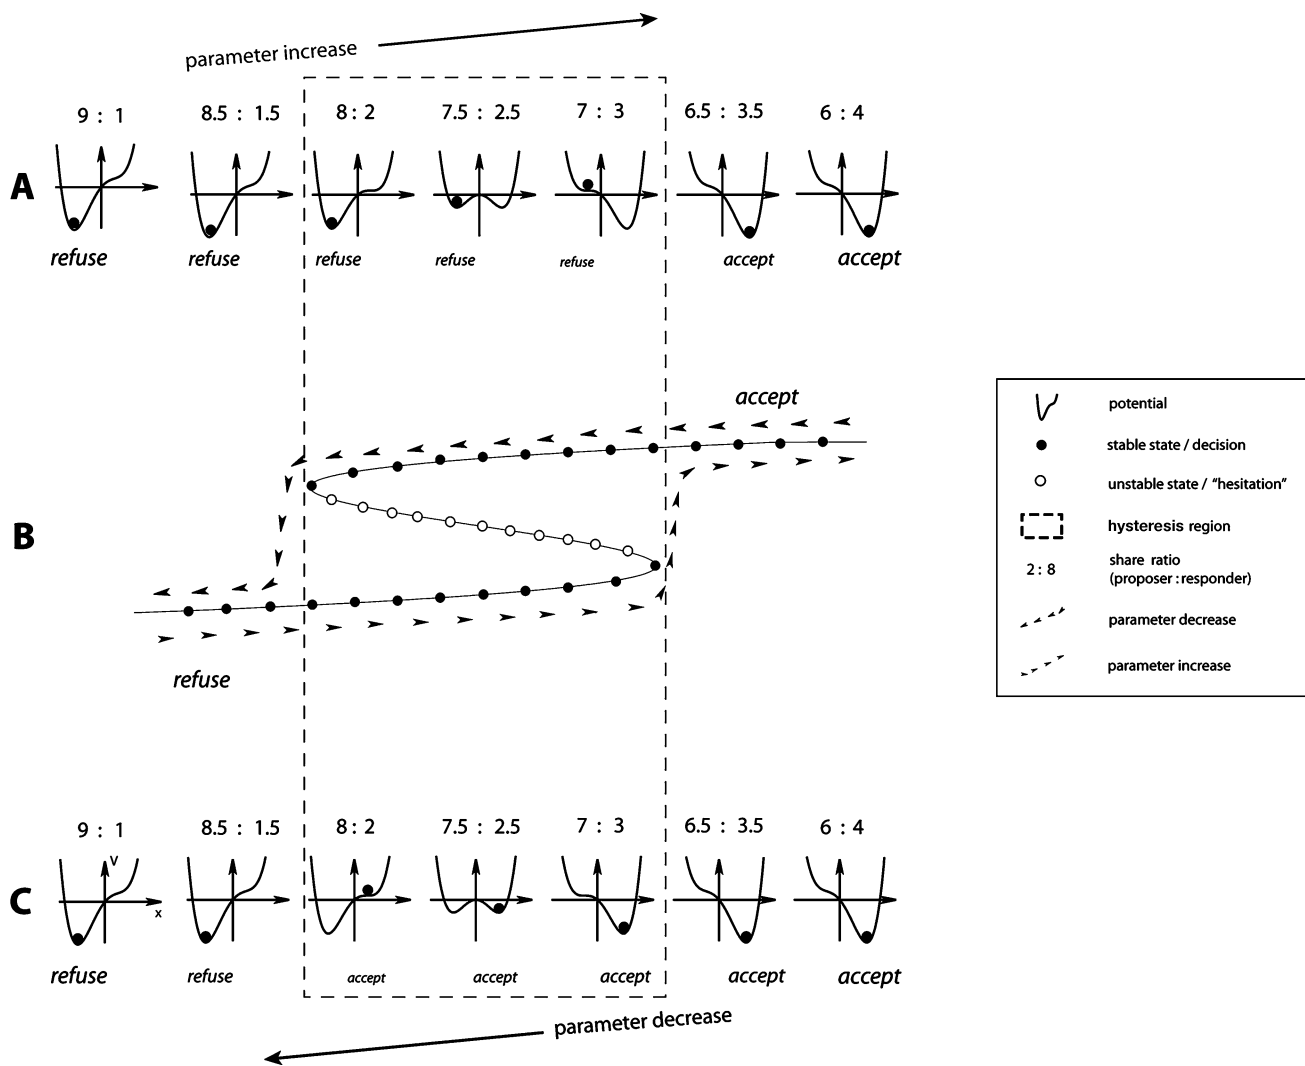 parameter increase
9 : 1
8.5 : 1.5
8 : 2
7.5 : 2.5
7 : 3
6.5 : 3.5
6 : 4
A
refuse
refuse
refuse
refuse
refuse
accept
accept
accept
B
refuse
potential
stable state / decision
unstable state / "hesitation"
hysteresis region
2 : 8
share ratio
(proposer : responder)
parameter decrease
parameter increase
9 : 1
8.5 : 1.5
8 : 2
7.5 : 2.5
7 : 3
6.5 : 3.5
6 : 4
V
C
x
refuse
refuse
accept
accept
accept
accept
accept
parameter decrease